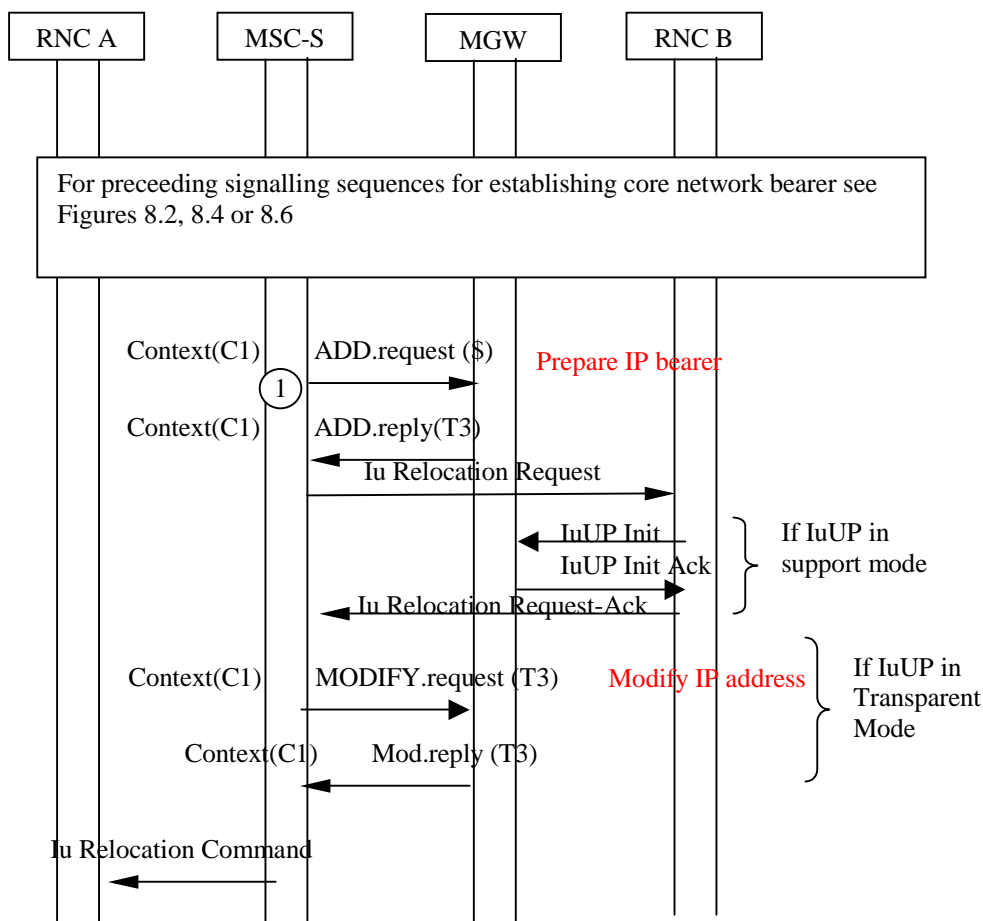 RNC A
MSC-S
MGW
RNC B
For preceeding signalling sequences for establishing core network bearer see
Figures 8.2, 8.4 or 8.6
Context(C1)
ADD.request ($)
Prepare IP bearer
1
Context(C1)
ADD.reply(T3)
Iu Relocation Request
IuUP Init
If IuUP in
support mode
IuUP Init Ack
Iu Relocation Request-Ack
Context(C1)
MODIFY.request (T3)
Modify IP address
If IuUP in
Transparent
Mode
Context(C1)
Mod.reply (T3)
Iu Relocation Command